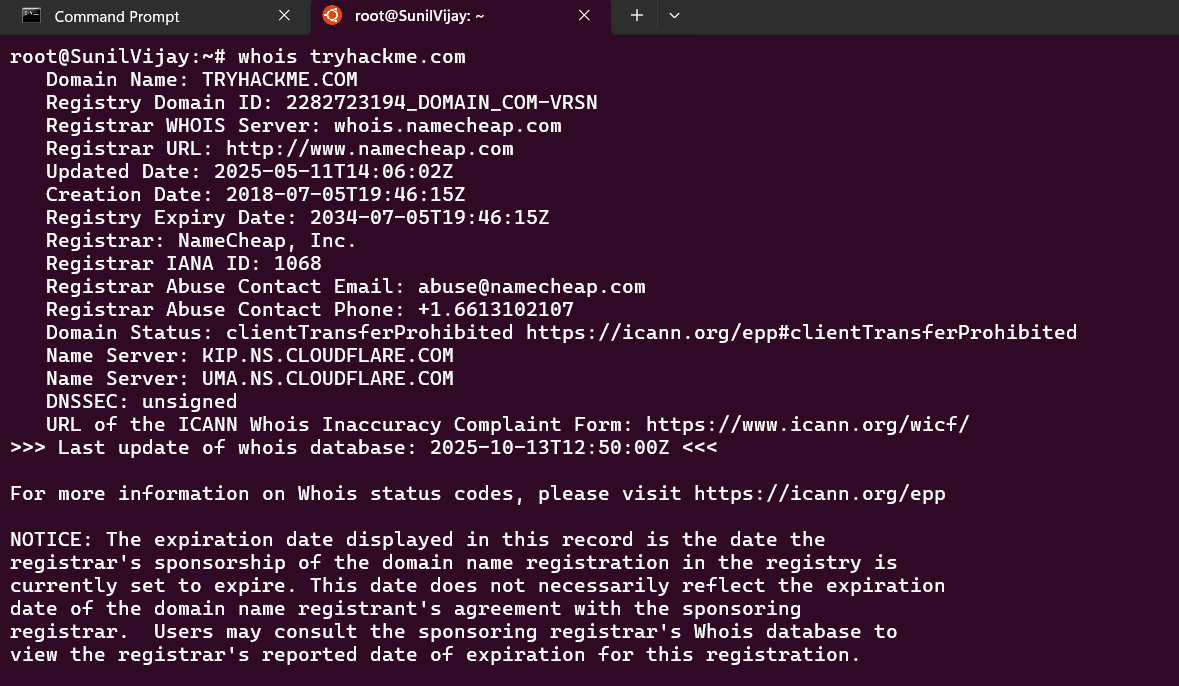 Command Prompt
root@SunilVijay: ~
root@SunilVijay:~# whois tryhackme.com
Domain Name: TRYHACKME.COM
Registry Domain ID: 2282723194_DOMAIN_COM-VRSN
Registrar WHOIS Server: whois.namecheap.com
Registrar URL: http://www.namecheap.com
Updated Date: 2025-05-11T14:06:02Z
Creation Date: 2018-07-05T19:46:15Z
Registry Expiry Date: 2034-07-05T19:46:15Z
Registrar: NameCheap, Inc.
Registrar IANA ID: 1068
Registrar Abuse Contact Email: abuse@namecheap.com
Registrar Abuse Contact Phone: +1.6613102107
Domain Status: clientTransferProhibited https://icann.org/epp#clientTransferProhibited
Name Server: KIP.NS.CLOUDFLARE.COM
Name Server: UMA.NS.CLOUDFLARE.COM
DNSSEC: unsigned
URL of the ICANN Whois Inaccuracy Complaint Form: https://www.icann.org/wicf/
>>> Last update of whois database: 2025-10-13T12:50:00Z <<<
For more information on Whois status codes, please visit https://icann.org/epp
NOTICE: The expiration date displayed in this record is the date the
registrar's sponsorship of the domain name registration in the registry is
currently set to expire. This date does not necessarily reflect the expiration
date of the domain name registrant's agreement with the sponsoring
registrar.  Users may consult the sponsoring registrar's Whois database to
view the registrar's reported date of expiration for this registration.